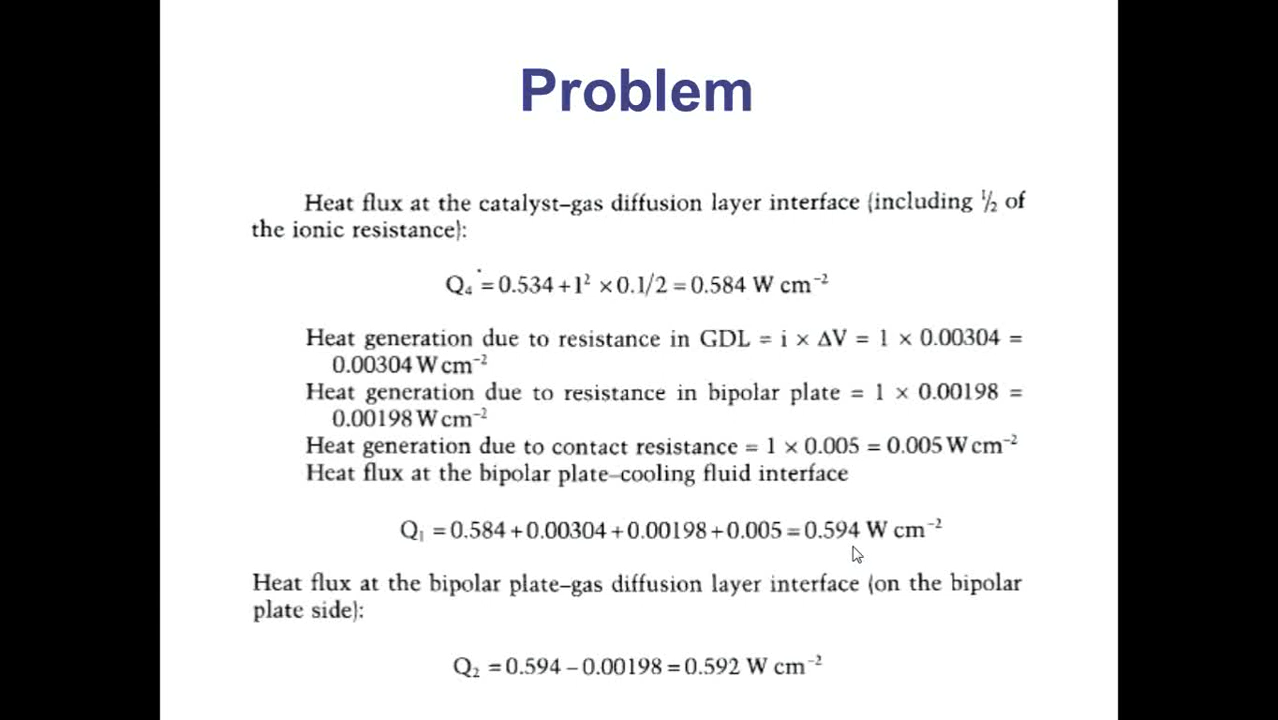 Problem
Heat flux at the catalyst–gas diffusion layer interface (including ½ of
the ionic resistance):
Q₄ = 0.534 + 1² × 0.1/2 = 0.584 W cm⁻²
Heat generation due to resistance in GDL = i × ΔV = 1 × 0.00304 =
0.00304 W cm⁻²
Heat generation due to resistance in bipolar plate = 1 × 0.00198 =
0.00198 W cm⁻²
Heat generation due to contact resistance = 1 × 0.005 = 0.005 W cm⁻²
Heat flux at the bipolar plate–cooling fluid interface
Q₁ = 0.584 + 0.00304 + 0.00198 + 0.005 = 0.594 W cm⁻²
Heat flux at the bipolar plate–gas diffusion layer interface (on the bipolar
plate side):
Q₂ = 0.594 − 0.00198 = 0.592 W cm⁻²